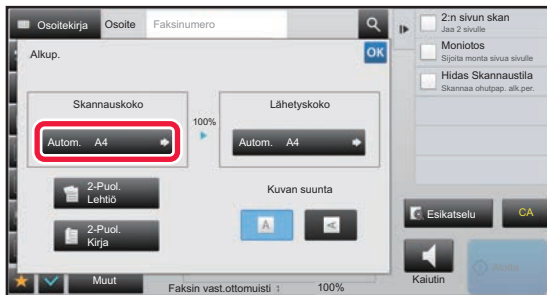 Osoitekirja
Osoite
Faksinumero
Alkup.
OK
Skannauskoko
100%
Lähetyskoko
Autom. A4
Autom. A4
2-Puol.
Lehtiö
2-Puol.
Kirja
Kuvan suunta
A
A
Muut
Faksin vast.ottomuisti : 100%
2:n sivun skan
Jaa 2 sivulle
Moniotos
Sijoita monta sivua sivulle
Hidas Skannaustila
Skannaa ohutpap. alk.per.
Esikatselu
CA
Kaiutin
Aloita